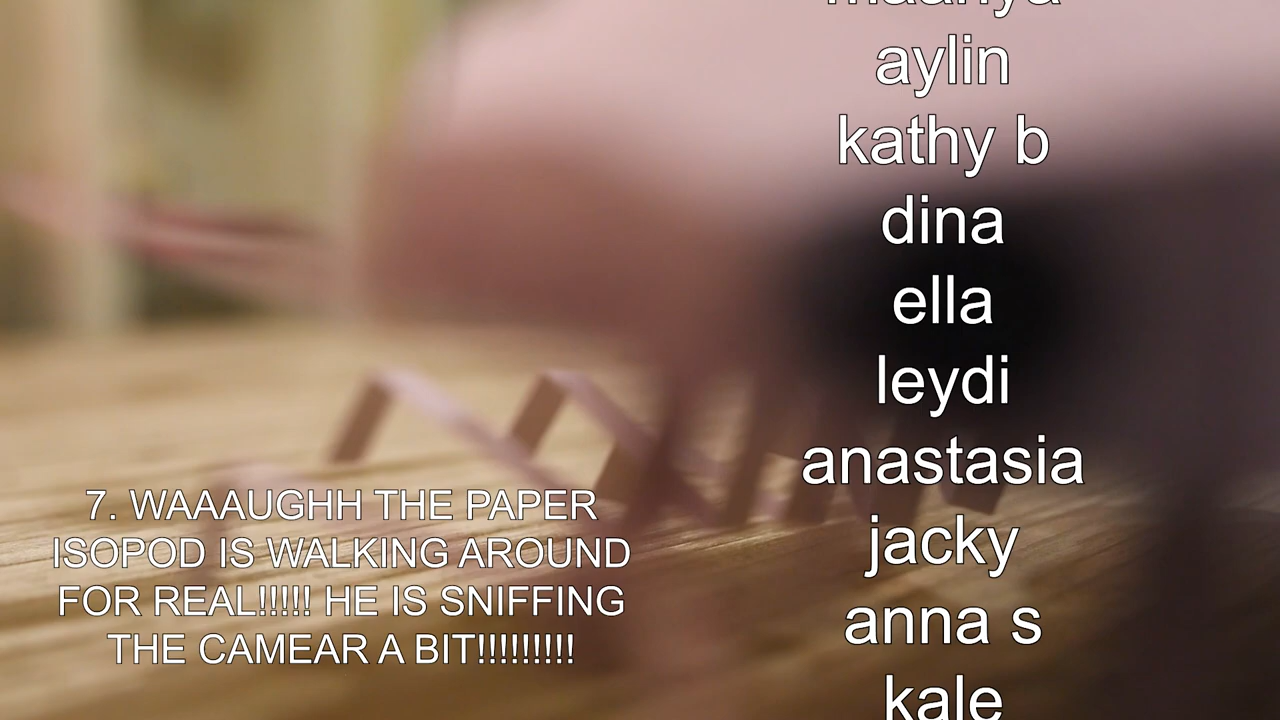 aylin
kathy b
dina
ella
leydi
anastasia
jacky
anna s
kale
7. WAAAUGHH THE PAPER
ISOPOD IS WALKING AROUND
FOR REAL!!!!! HE IS SNIFFING
THE CAMEAR A BIT!!!!!!!!!